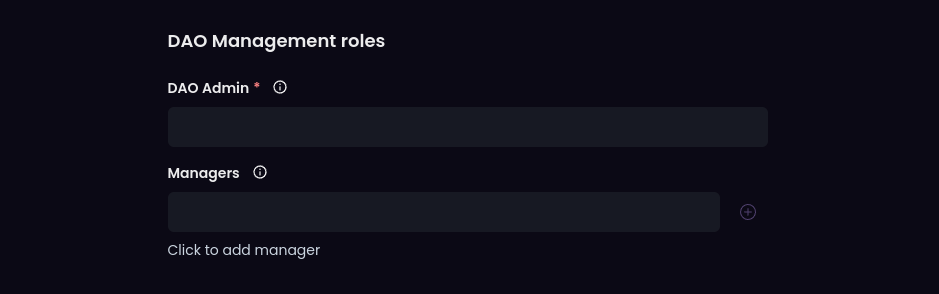 DAO Management roles
DAO Admin *
Managers
Click to add manager